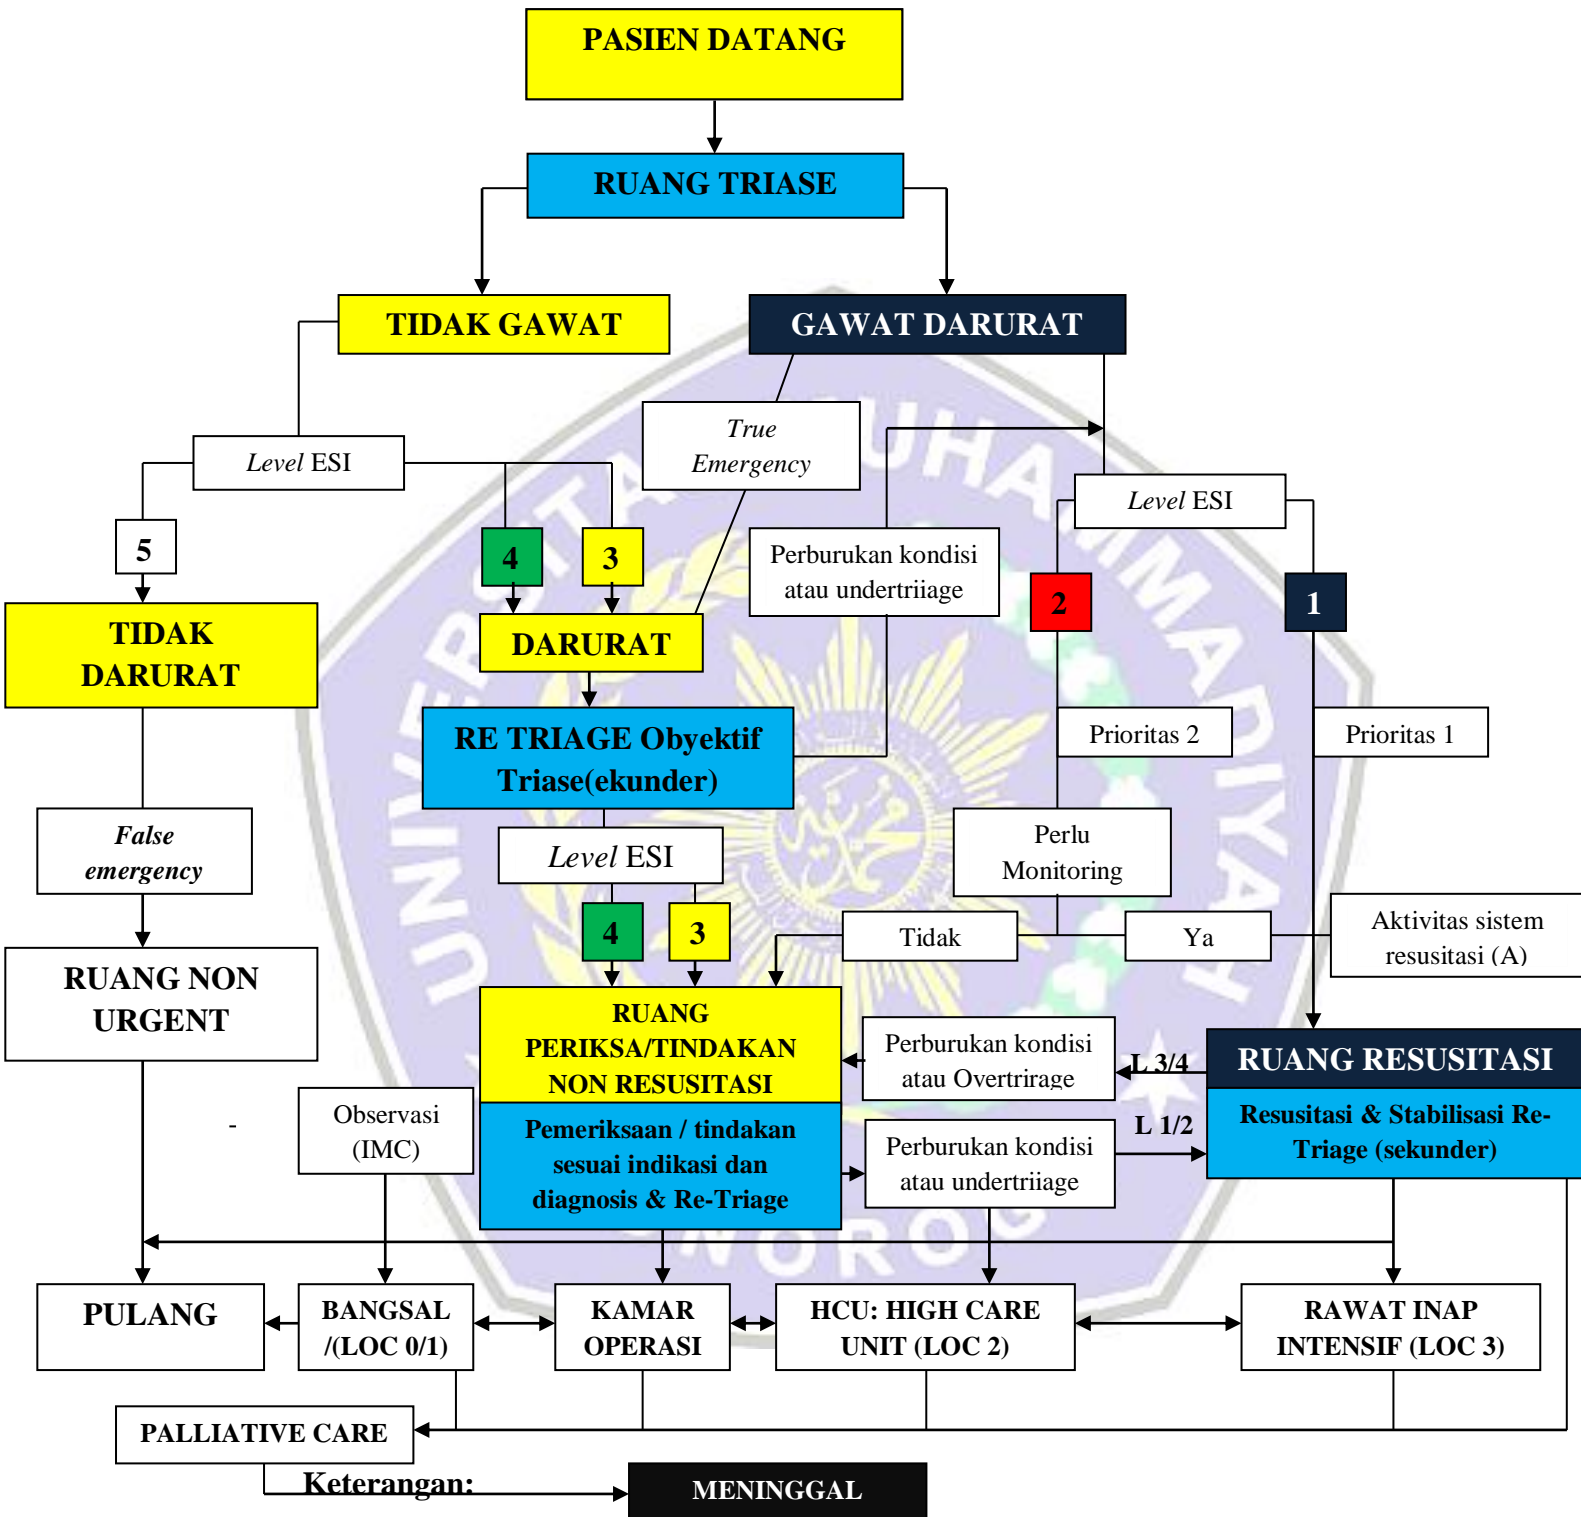 PASIEN DATANG
RUANG TRIASE
TIDAK GAWAT
GAWAT DARURAT
True
Emergency
Level ESI
Level ESI
5
4
3
Perburukan kondisi
atau undertriiage
2
1
TIDAK
DARURAT
DARURAT
RE TRIAGE Obyektif
Triase(ekunder)
Prioritas 2
Prioritas 1
False
emergency
Level ESI
Perlu
Monitoring
4
3
Tidak
Ya
Aktivitas sistem
resusitasi (A)
RUANG NON
URGENT
RUANG
PERIKSA/TINDAKAN
NON RESUSITASI
Perburukan kondisi
atau Overtrirage
L 3/4
RUANG RESUSITASI
Observasi
(IMC)
-
Pemeriksaan / tindakan
sesuai indikasi dan
diagnosis & Re-Triage
Perburukan kondisi
atau undertriiage
L 1/2
Resusitasi & Stabilisasi Re-
Triage (sekunder)
PULANG
BANGSAL
/(LOC 0/1)
KAMAR
OPERASI
HCU: HIGH CARE
UNIT (LOC 2)
RAWAT INAP
INTENSIF (LOC 3)
PALLIATIVE CARE
Keterangan:
MENINGGAL
UNIVERSITAS MUHAMMADIYAH
PONOROGO